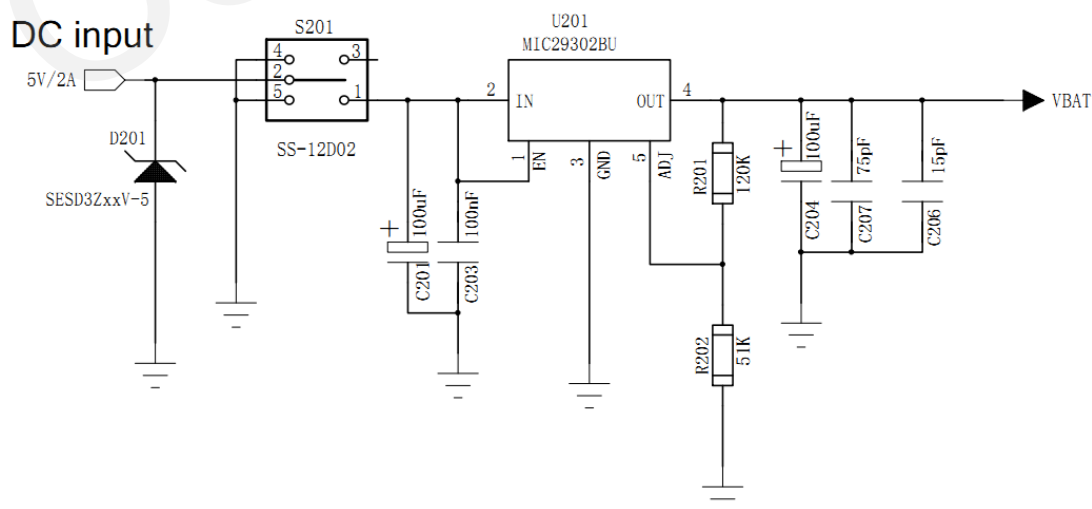 DC input
5V/2A
D201
SESD3ZxxV-5
S201
4
3
2
5
1
SS-12D02
U201
MIC29302BU
2
IN
OUT
4
1
EN
3
GND
5
ADJ
100uF
C201
100nF
C203
R201
120K
R202
51K
100uF
C204
75pF
C207
15pF
C206
VBAT